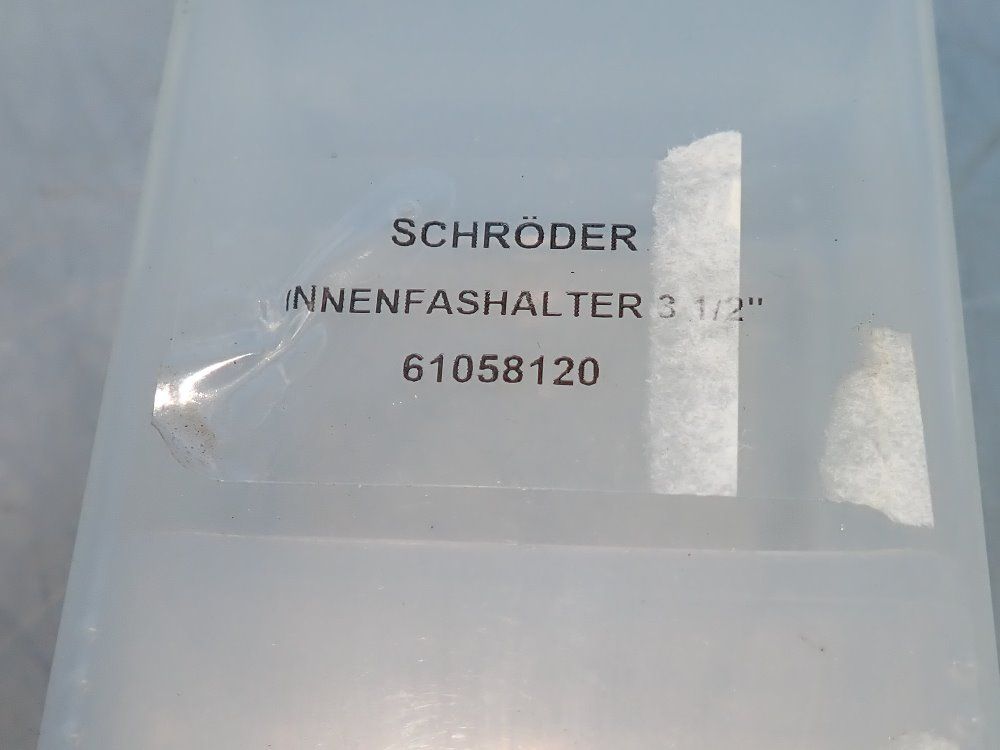 SCHRÖDER
INNENFASHALTER 3 1/2"
61058120